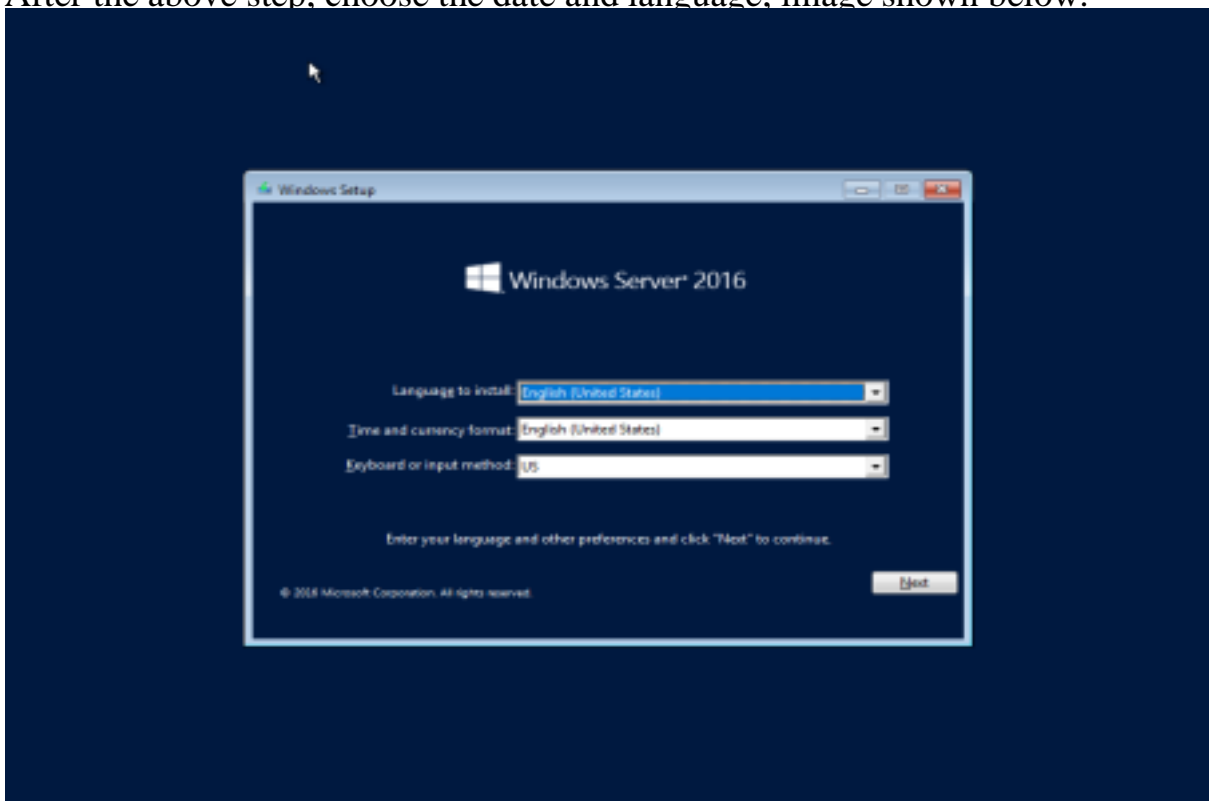 After the above step, choose the date and language, Image shown below.
Windows Setup
Windows Server® 2016
Language to install: English (United States)
Time and currency format: English (United States)
Keyboard or input method: US
Enter your language and other preferences and click "Next" to continue.
Next
© 2016 Microsoft Corporation. All rights reserved.